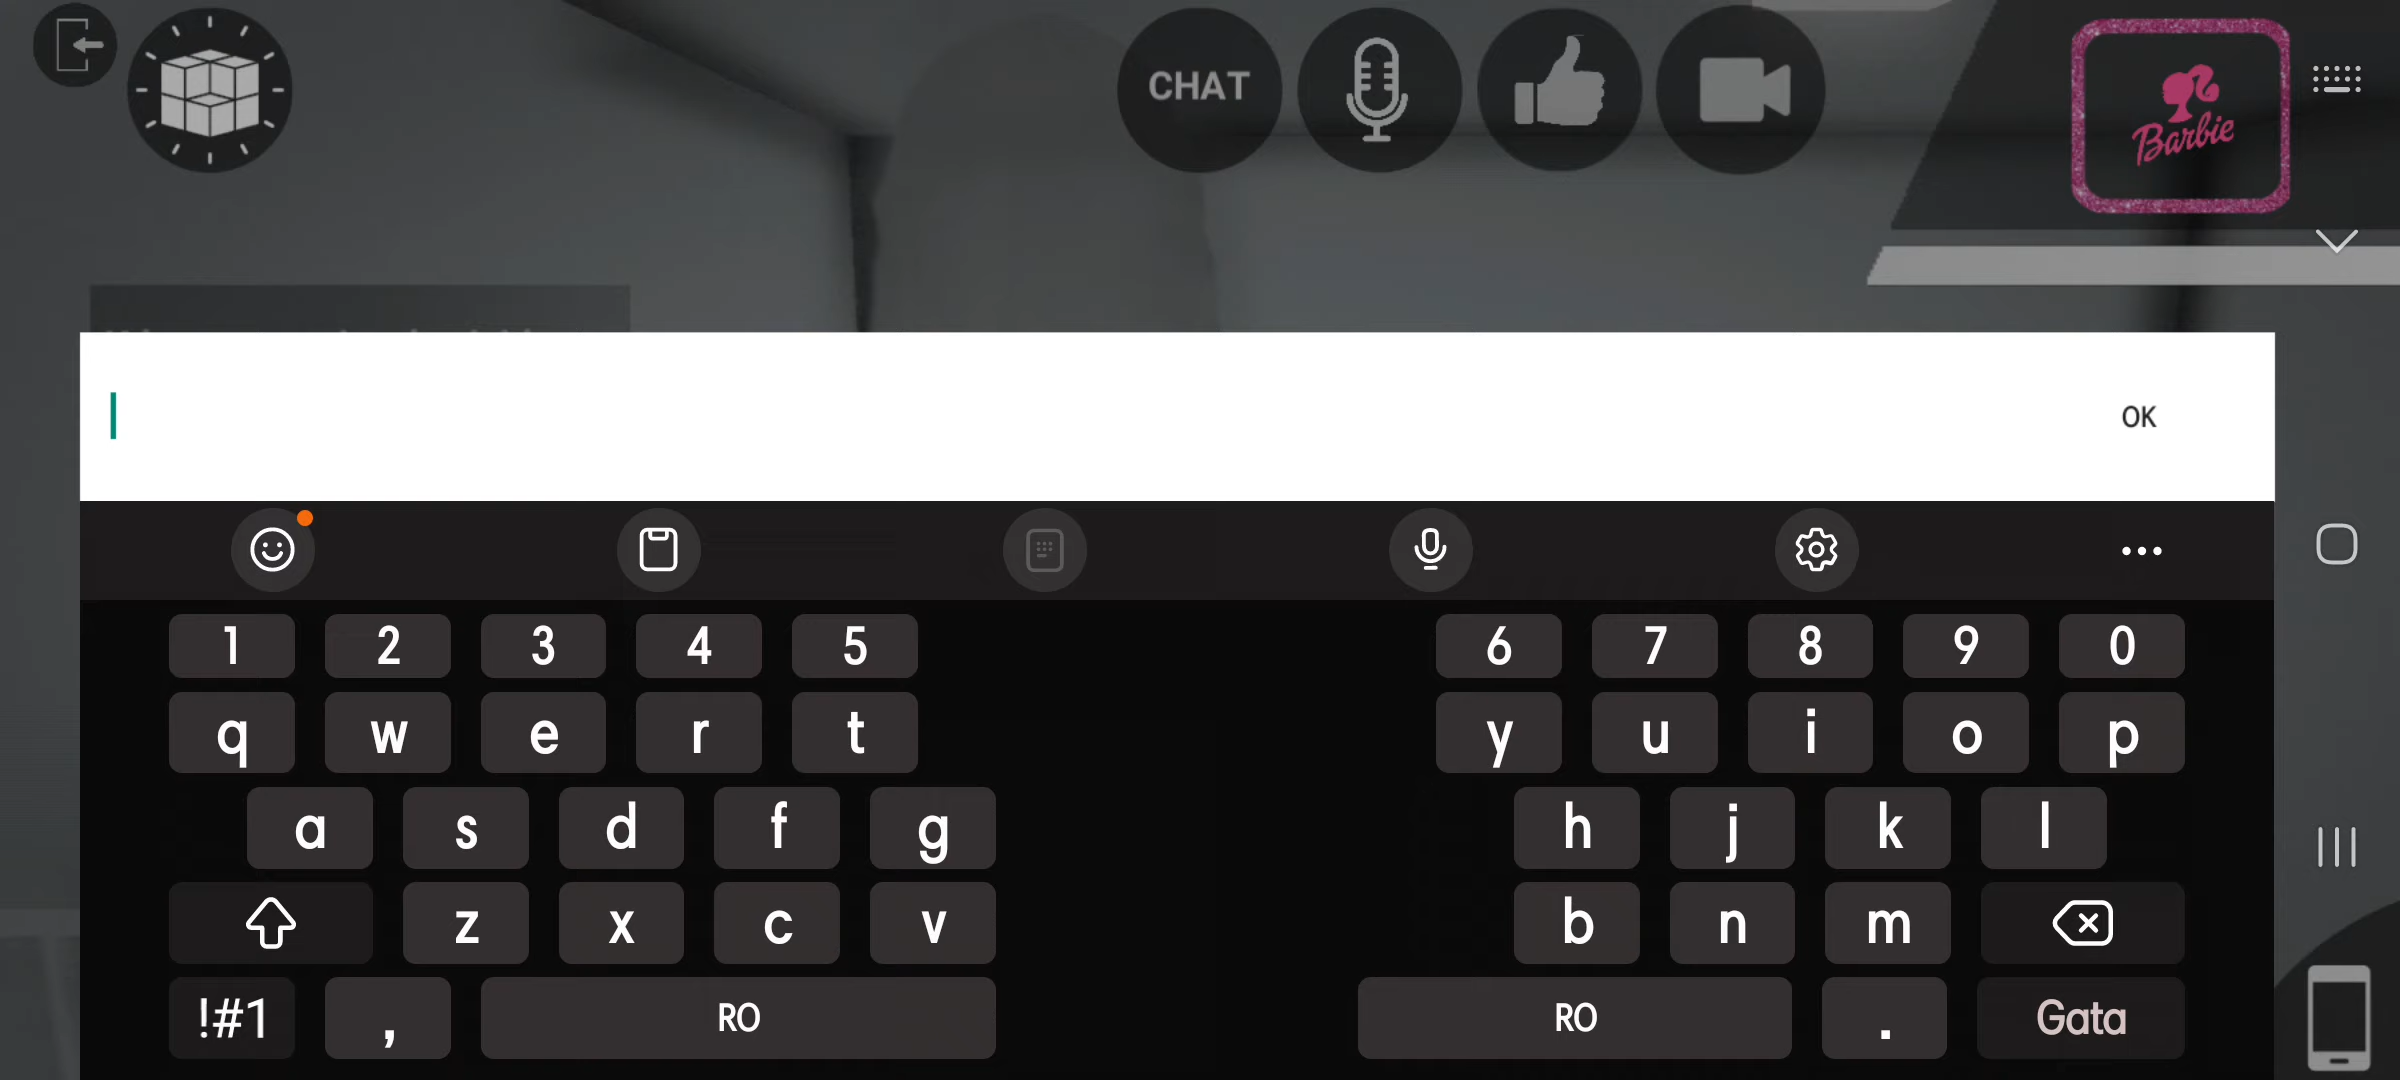 CHAT
Barbie
OK
1 2 3 4 5 6 7 8 9 0
q w e r t y u i o p
a s d f g h j k l
z x c v b n m
!#1 , RO RO . Gata